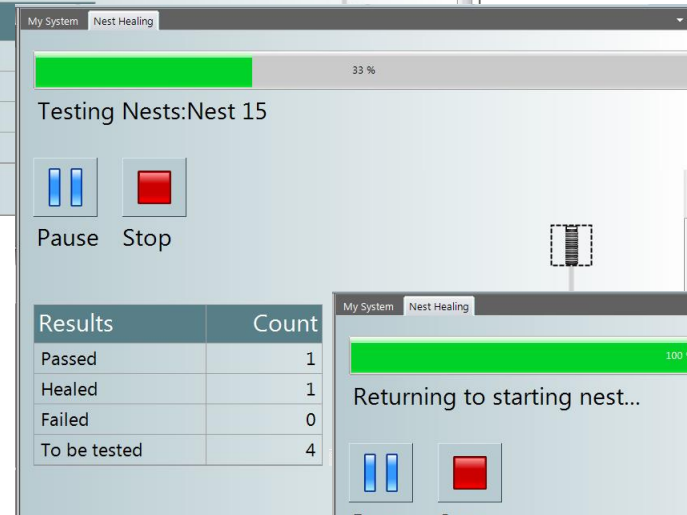 My System Nest Healing
33 %
Testing Nests:Nest 15
Pause Stop
Results Count
Passed 1
Healed 1
Failed 0
To be tested 4
My System Nest Healing
100 %
Returning to starting nest...